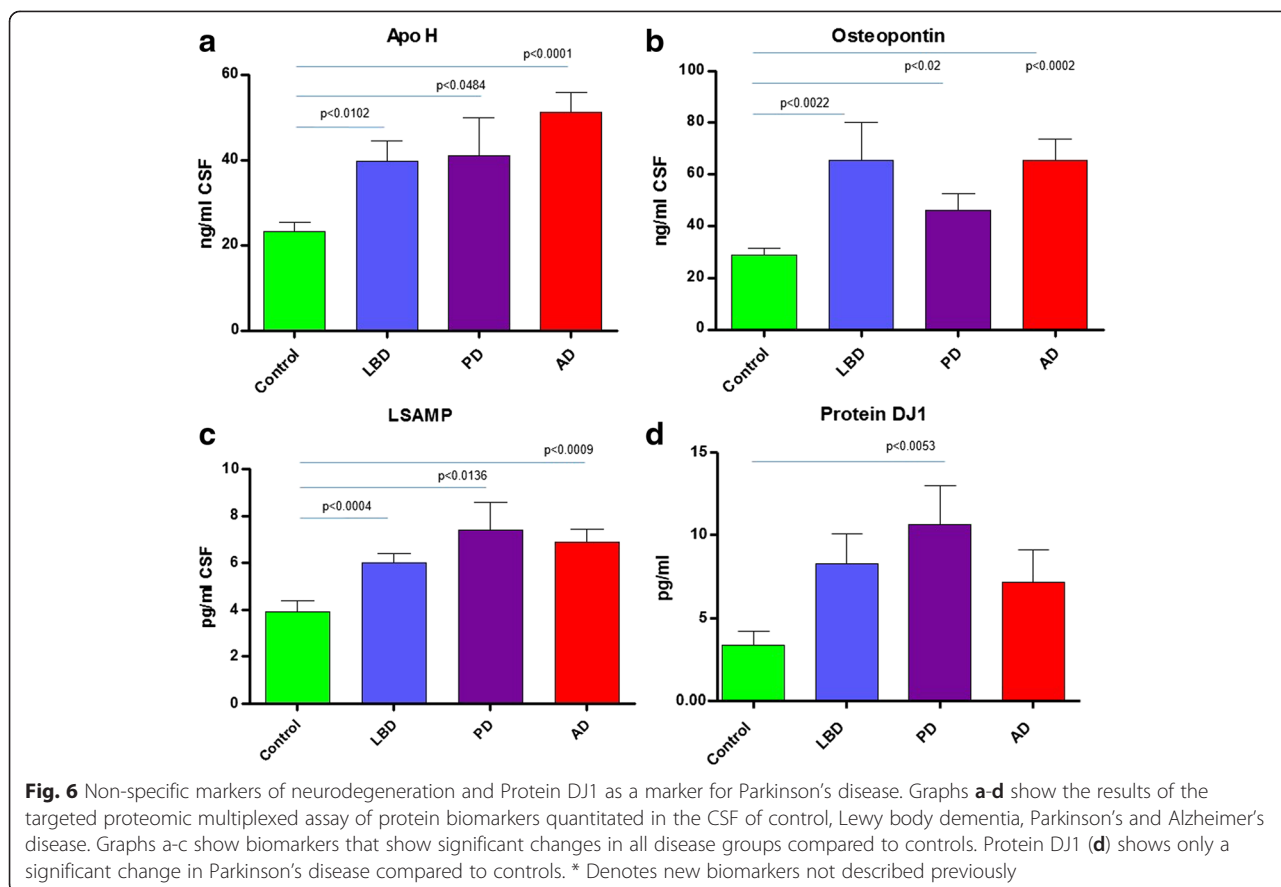 a
Apo H
p<0.0001
p<0.0484
p<0.0102
60
40
20
0
ng/ml CSF
Control
LBD
PD
AD
b
Osteopontin
p<0.02
p<0.0002
p<0.0022
100
80
60
40
20
0
ng/ml CSF
Control
LBD
PD
AD
c
LSAMP
p<0.0009
p<0.0136
p<0.0004
10
8
6
4
2
0
pg/ml CSF
Control
LBD
PD
AD
d
Protein DJ1
p<0.0053
15
10
5
0.00
pg/ml
Control
LBD
PD
AD
Fig. 6 Non-specific markers of neurodegeneration and Protein DJ1 as a marker for Parkinson's disease. Graphs a-d show the results of the
targeted proteomic multiplexed assay of protein biomarkers quantitated in the CSF of control, Lewy body dementia, Parkinson's and Alzheimer's
disease. Graphs a-c show biomarkers that show significant changes in all disease groups compared to controls. Protein DJ1 (d) shows only a
significant change in Parkinson's disease compared to controls. * Denotes new biomarkers not described previously